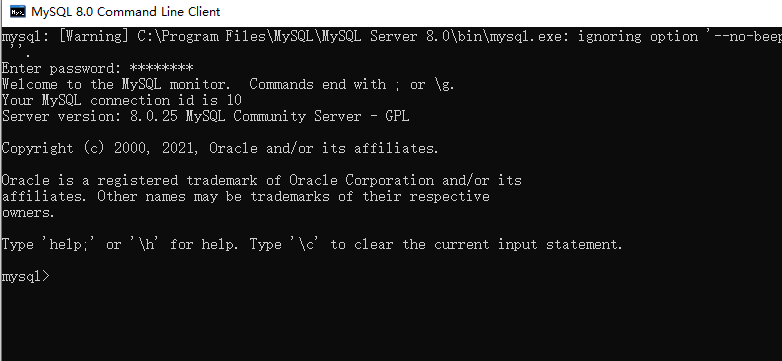 MySQL 8.0 Command Line Client
mysql: [Warning] C:\Program Files\MySQL\MySQL Server 8.0\bin\mysql.exe: ignoring option '--no-beep
''.
Enter password: ********
Welcome to the MySQL monitor.  Commands end with ; or \g.
Your MySQL connection id is 10
Server version: 8.0.25 MySQL Community Server - GPL
Copyright (c) 2000, 2021, Oracle and/or its affiliates.
Oracle is a registered trademark of Oracle Corporation and/or its
affiliates. Other names may be trademarks of their respective
owners.
Type 'help;' or '\h' for help. Type '\c' to clear the current input statement.
mysql>